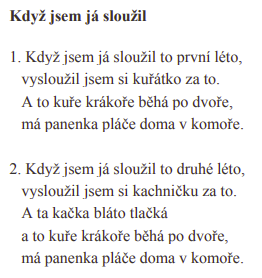 Když jsem já sloužil
1. Když jsem já sloužil to první léto,
vysloužil jsem si kuřátko za to.
A to kuře krákoře běhá po dvoře,
má panenka pláče doma v komoře.
2. Když jsem já sloužil to druhé léto,
vysloužil jsem si kachničku za to.
A ta kačka bláto tlačká
a to kuře krákoře běhá po dvoře,
má panenka pláče doma v komoře.